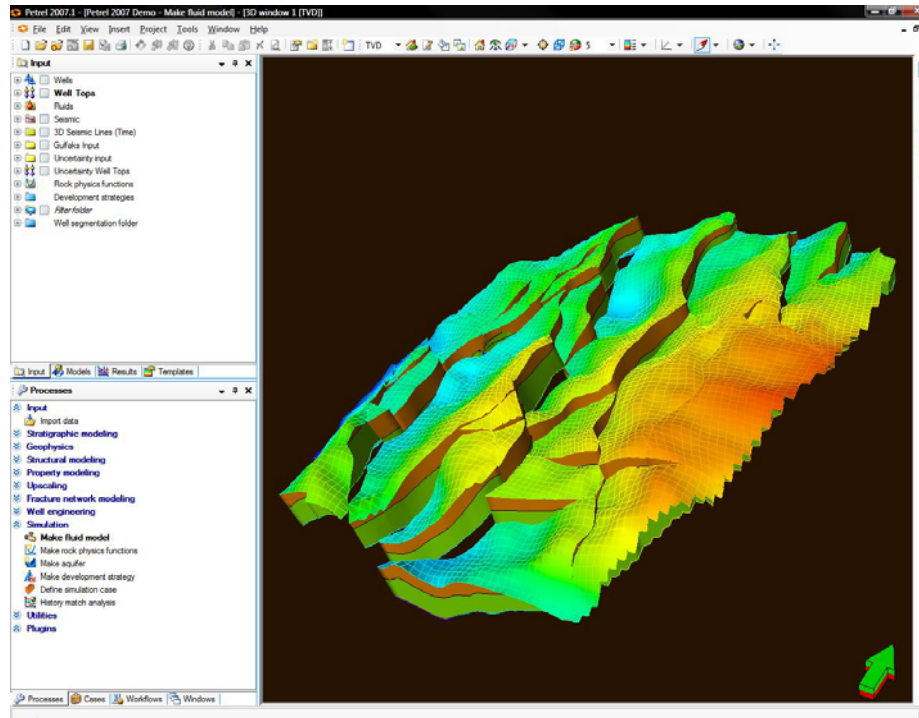 Petrel 2007.1 - [Petrel 2007 Demo - Make fluid model] - [3D window 1 [TVD]]
File Edit View Insert Project Tools Window Help
TVD 5
Input
Wells
Well Tops
Fluids
Seismic
3D Seismic Lines (Time)
Gulfaks Input
Uncertainty input
Uncertainty Well Tops
Rock physics functions
Development strategies
Filter folder
Well segmentation folder
Input Models Results Templates
Processes
Input
Import data
Stratigraphic modeling
Geophysics
Structural modeling
Property modeling
Upscaling
Fracture network modeling
Well engineering
Simulation
Make fluid model
Make rock physics functions
Make aquifer
Make development strategy
Define simulation case
History match analysis
Utilities
Plugins
Processes Cases Workflows Windows